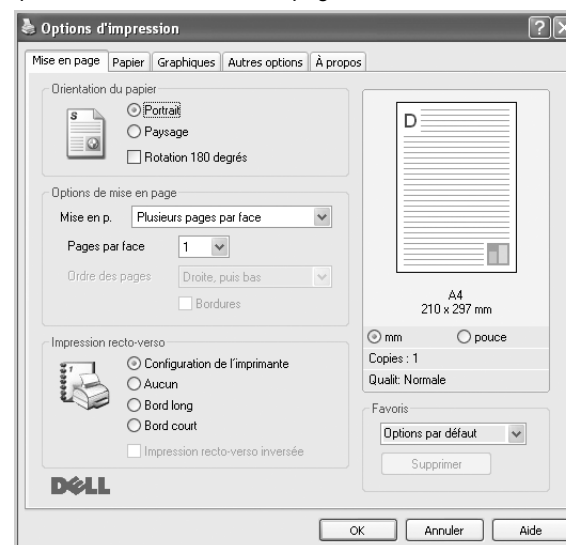 Options d'impression
Mise en page Papier Graphiques Autres options À propos
Orientation du papier
S
Portrait
Paysage
Rotation 180 degrés
Options de mise en page
Mise en p. Plusieurs pages par face
Pages par face 1
Ordre des pages Droite, puis bas
Bordures
Impression recto-verso
Configuration de l'imprimante
Aucun
Bord long
Bord court
Impression recto-verso inversée
DELL
D
A4
210 x 297 mm
mm pouce
Copies : 1
Qualit: Normale
Favoris
Options par défaut
Supprimer
OK Annuler Aide